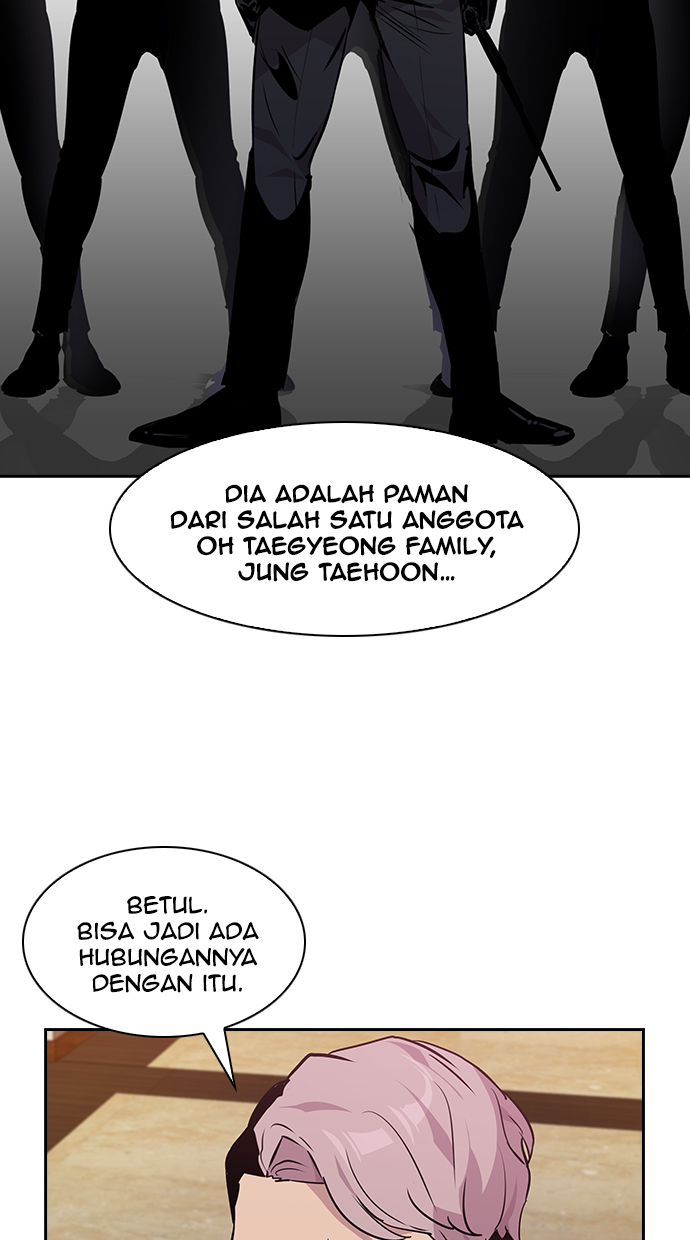 DIA ADALAH PAMAN
DARI SALAH SATU ANGGOTA
OH TAEGYEONG FAMILY,
JUNG TAEHOON...
BETUL.
BISA JADI ADA
HUBUNGANNYA
DENGAN ITU.